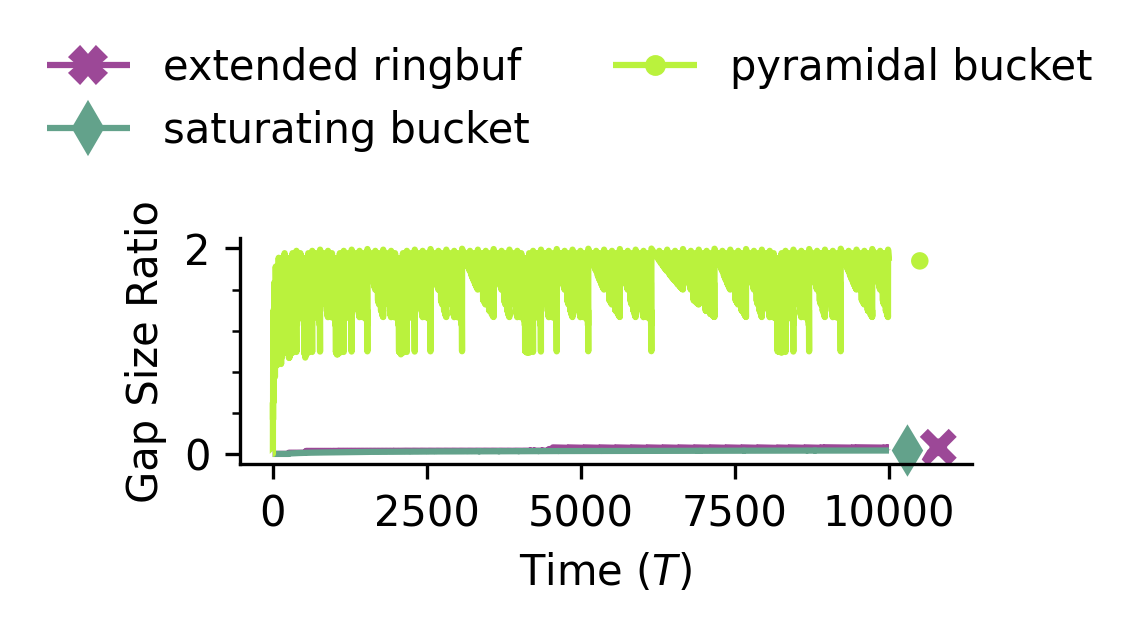 extended ringbuf
saturating bucket
pyramidal bucket
Gap Size Ratio
2
0
0 2500 5000 7500 10000
Time (T)